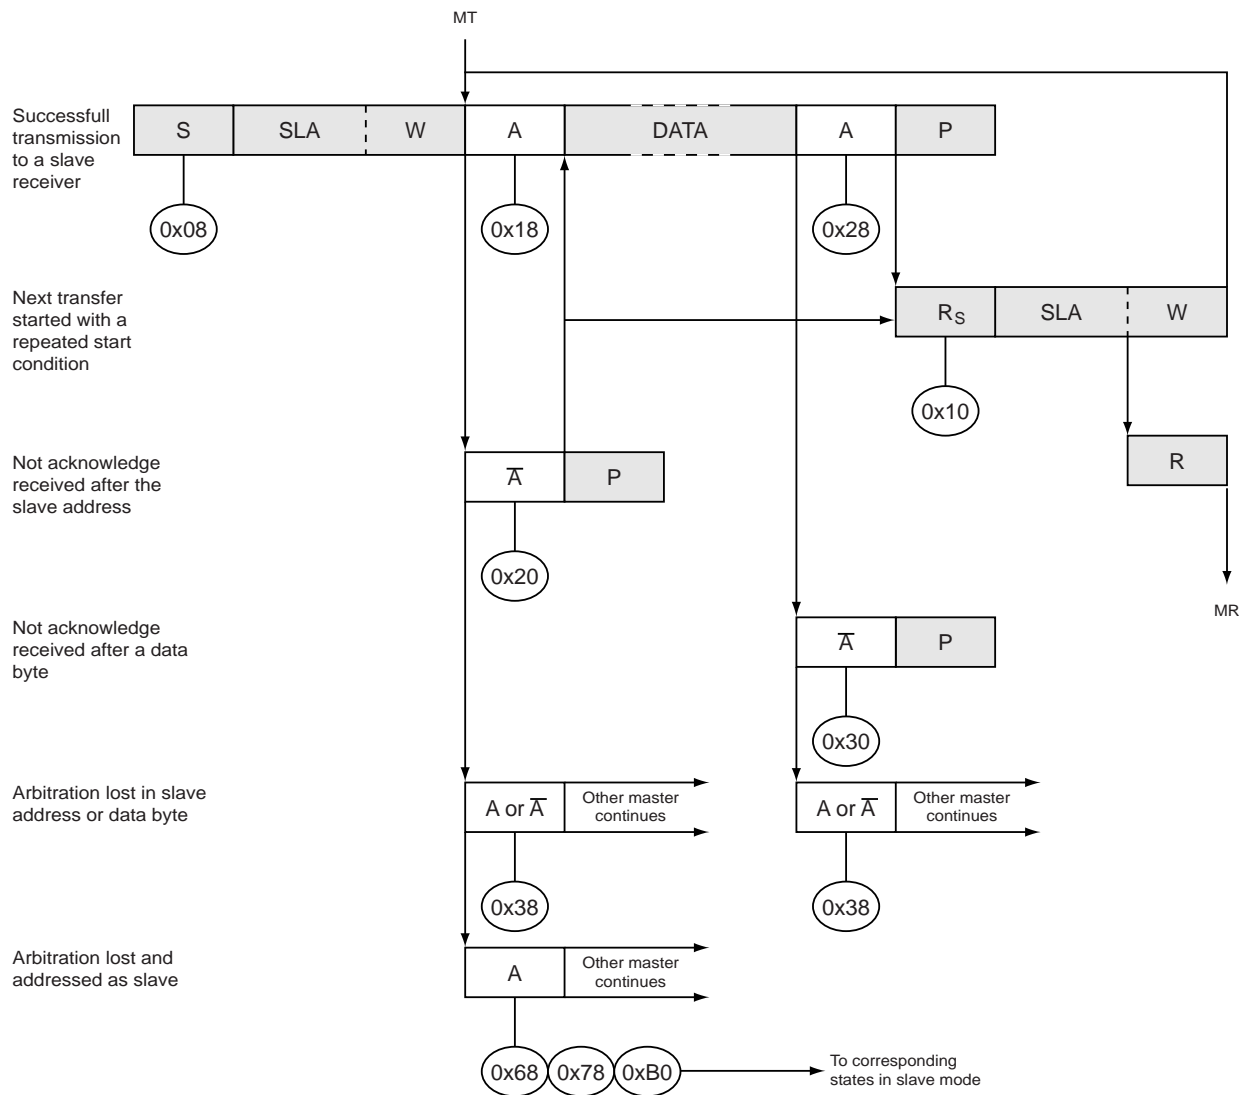 MT
Successfull
transmission
to a slave
receiver
S SLA W A DATA A P
0x08 0x18 0x28
Next transfer
started with a
repeated start
condition
RS SLA W
0x10
Not acknowledge
received after the
slave address
A̅ P
R
0x20
MR
Not acknowledge
received after a data
byte
A̅ P
0x30
Arbitration lost in slave
address or data byte
A or A̅ Other master
continues
A or A̅ Other master
continues
0x38 0x38
Arbitration lost and
addressed as slave
A Other master
continues
0x68 0x78 0xB0 To corresponding
states in slave mode